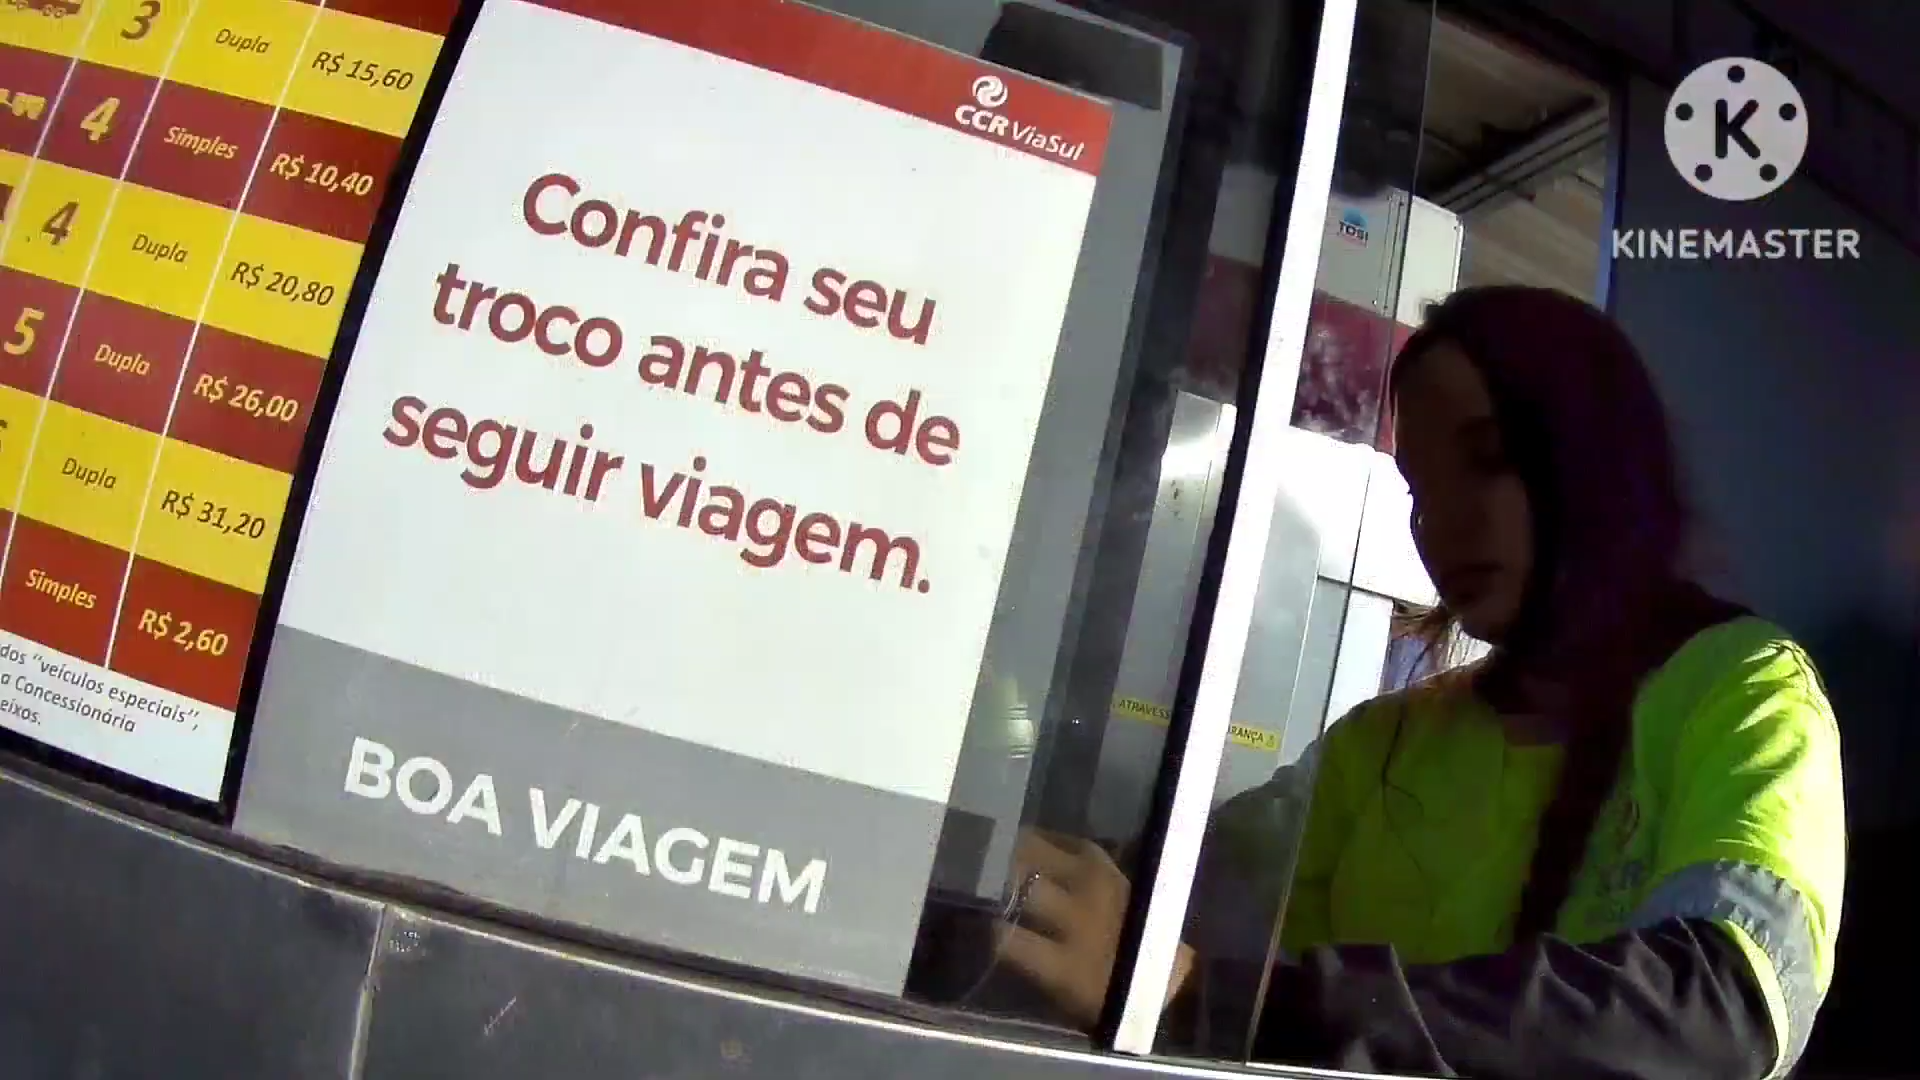 3 Dupla R$ 15,60
4 Simples R$ 10,40
4 Dupla R$ 20,80
5 Dupla R$ 26,00
Dupla R$ 31,20
Simples R$ 2,60
dos “veículos especiais”,
a Concessionária
eixos.
CCR ViaSul
Confira seu
troco antes de
seguir viagem.
BOA VIAGEM
TOSI
ATRAVESS
RANÇA
K
KINEMASTER